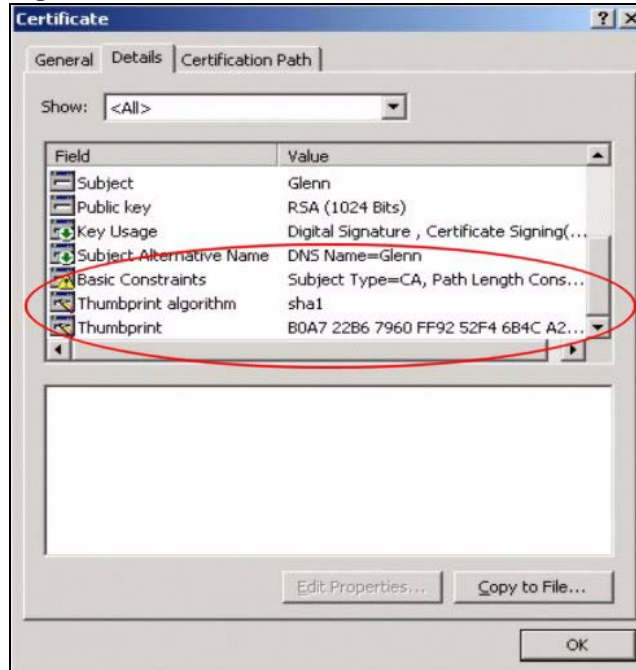 Certificate
General Details Certification Path
Show: <All>
Field Value
Subject Glenn
Public key RSA (1024 Bits)
Key Usage Digital Signature , Certificate Signing(...
Subject Alternative Name DNS Name=Glenn
Basic Constraints Subject Type=CA, Path Length Cons...
Thumbprint algorithm sha1
Thumbprint B0A7 22B6 7960 FF92 52F4 6B4C A2...
Edit Properties... Copy to File...
OK